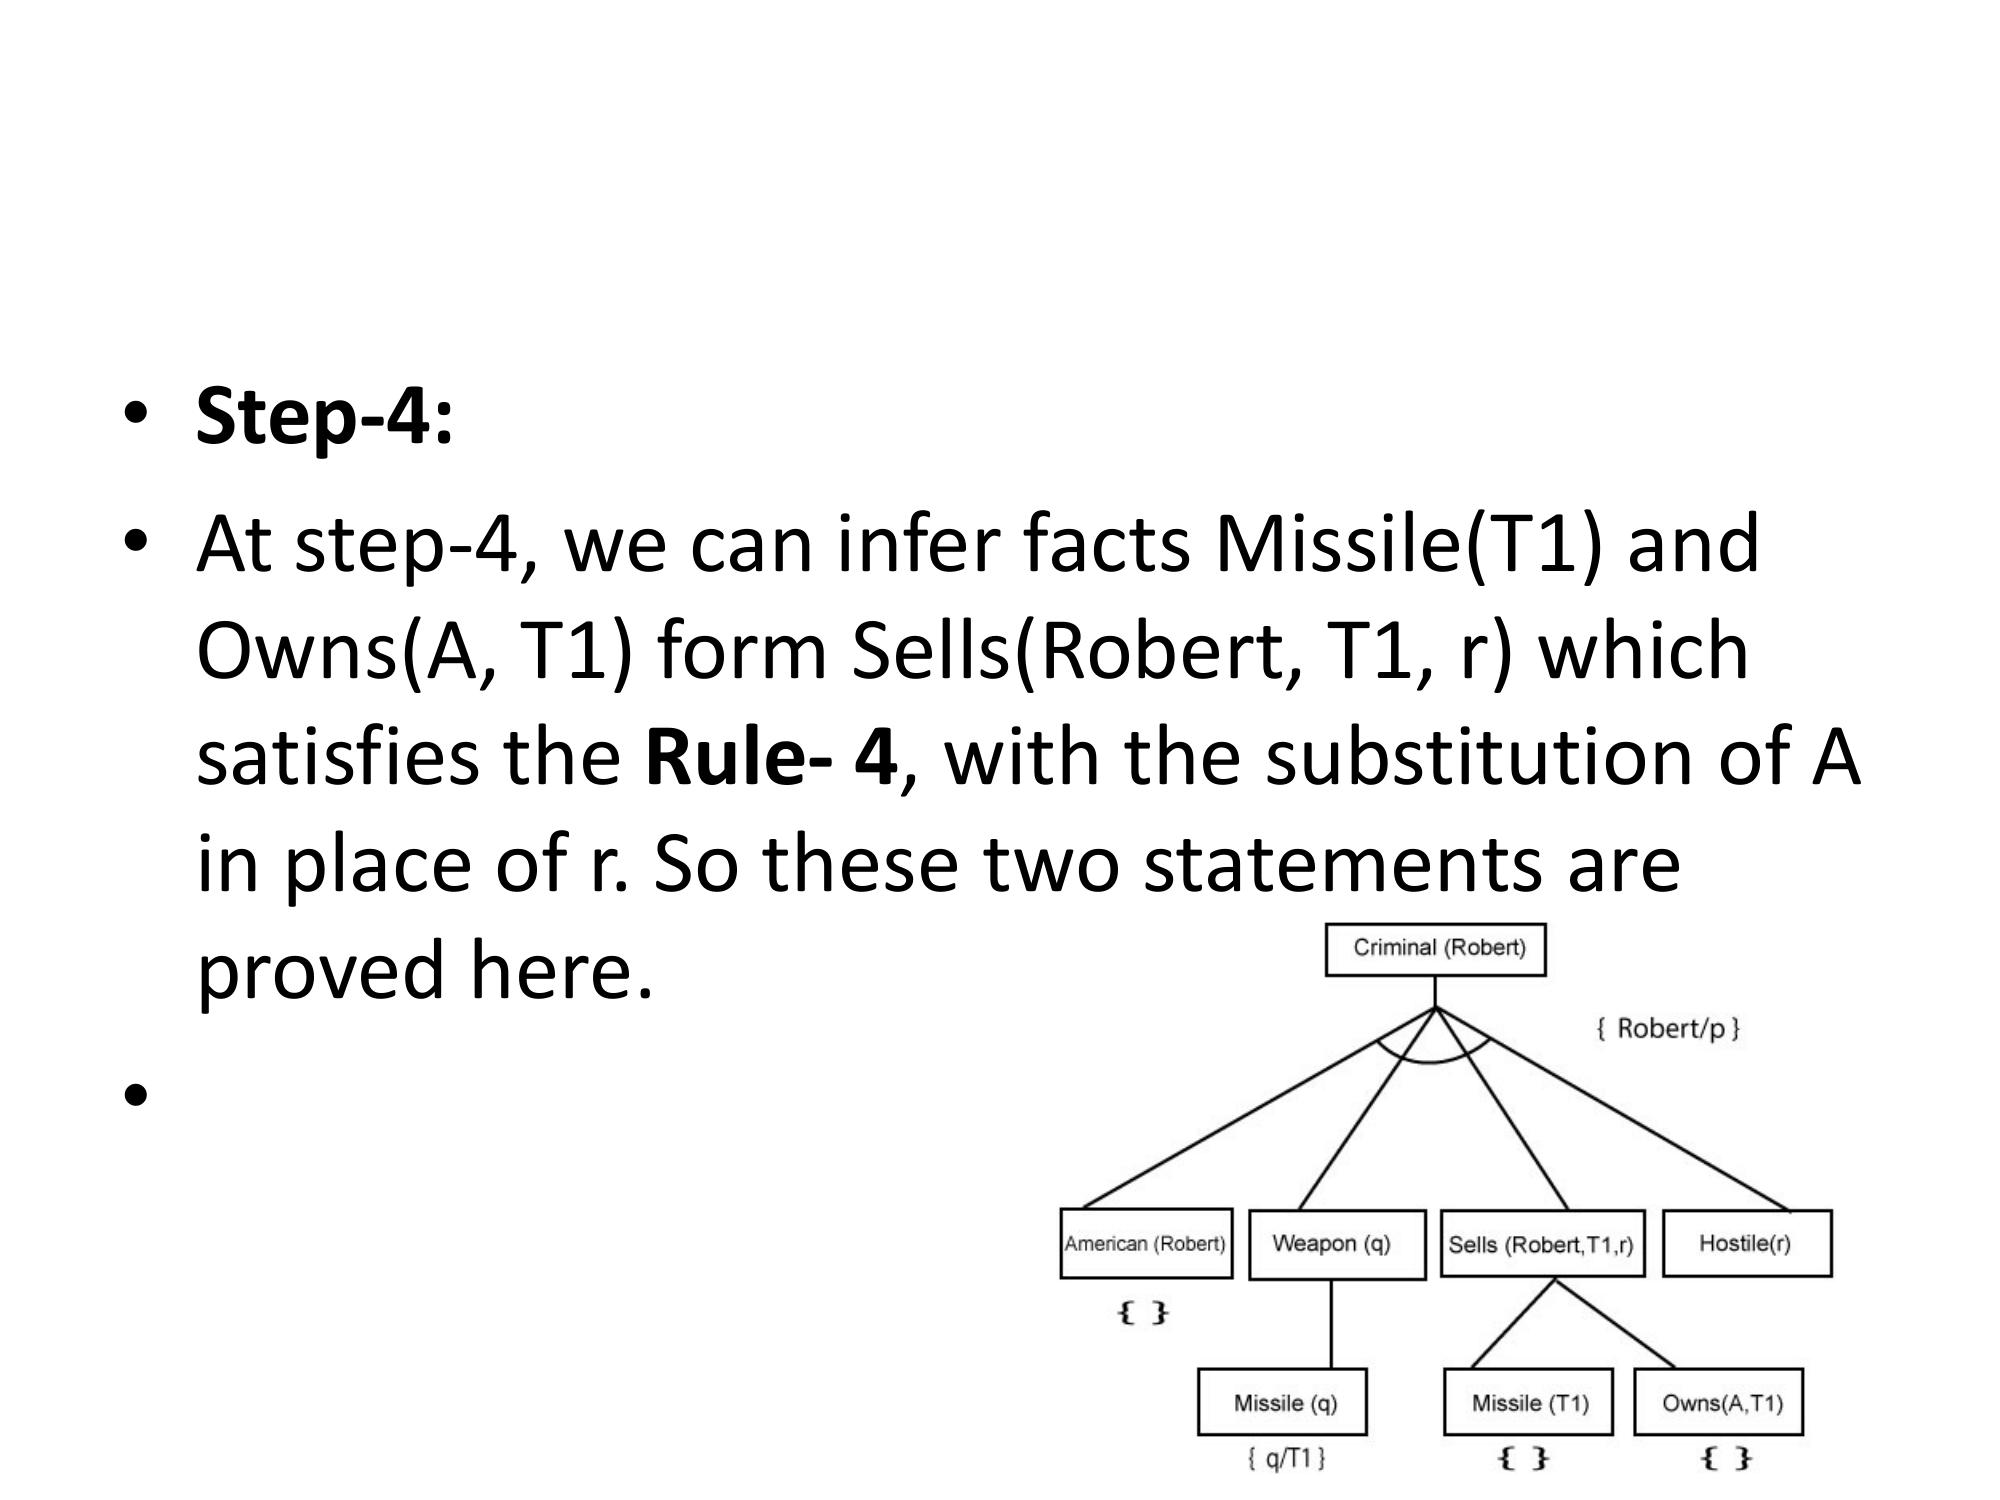 • Step-4:
• At step-4, we can infer facts Missile(T1) and
Owns(A, T1) form Sells(Robert, T1, r) which
satisfies the Rule- 4, with the substitution of A
in place of r. So these two statements are
proved here.
•
Criminal (Robert)
{ Robert/p }
American (Robert)
Weapon (q)
Sells (Robert,T1,r)
Hostile(r)
{ }
Missile (q)
Missile (T1)
Owns(A,T1)
{ q/T1 }
{ }
{ }